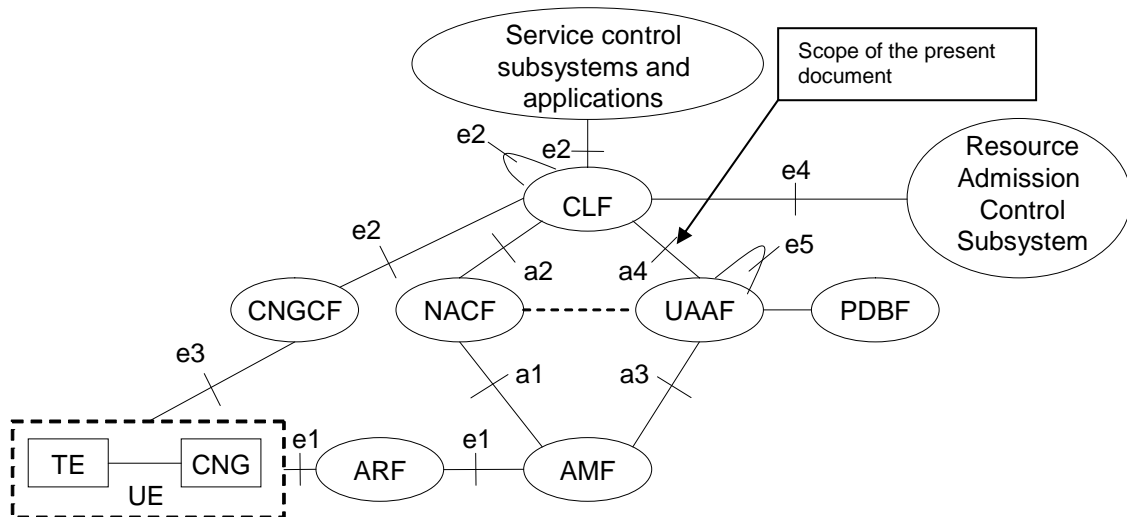 Service control
subsystems and
applications
Scope of the present
document
e2
e2
Resource
Admission
Control
Subsystem
e4
CLF
e2
a2
a4
e5
CNGCF
NACF
UAAF
PDBF
e3
a1
a3
TE
CNG
UE
e1
ARF
e1
AMF